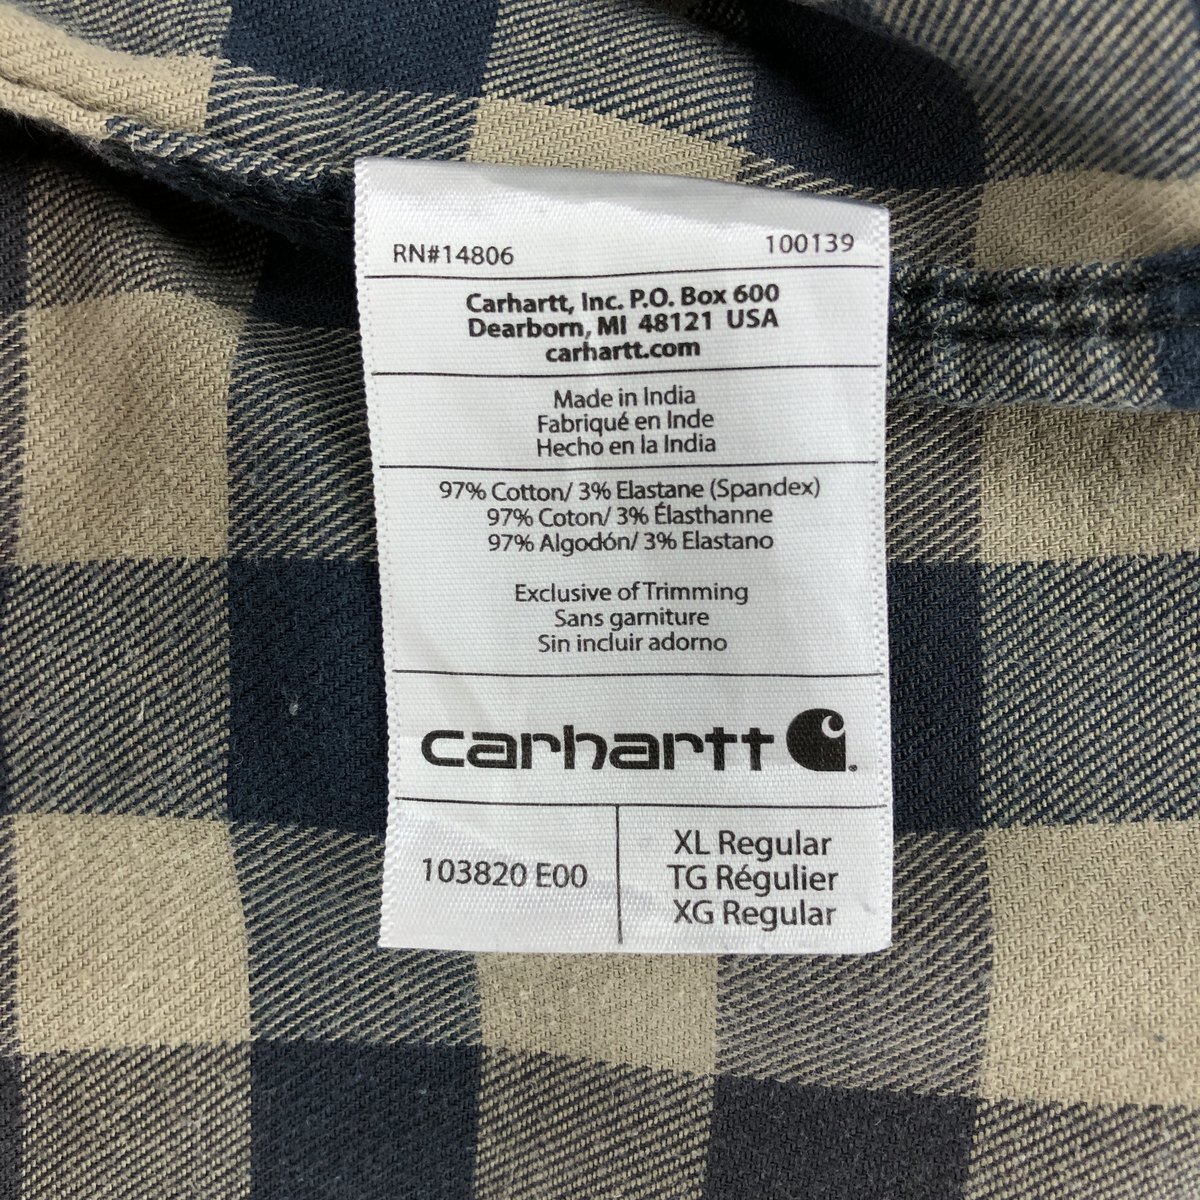 RN#14806 100139
Carhartt, Inc. P.O. Box 600
Dearborn, MI 48121 USA
carhartt.com
Made in India
Fabriqué en Inde
Hecho en la India
97% Cotton/ 3% Elastane (Spandex)
97% Coton/ 3% Élasthanne
97% Algodón/ 3% Elastano
Exclusive of Trimming
Sans garniture
Sin incluir adorno
carhartt
103820 E00
XL Regular
TG Régulier
XG Regular